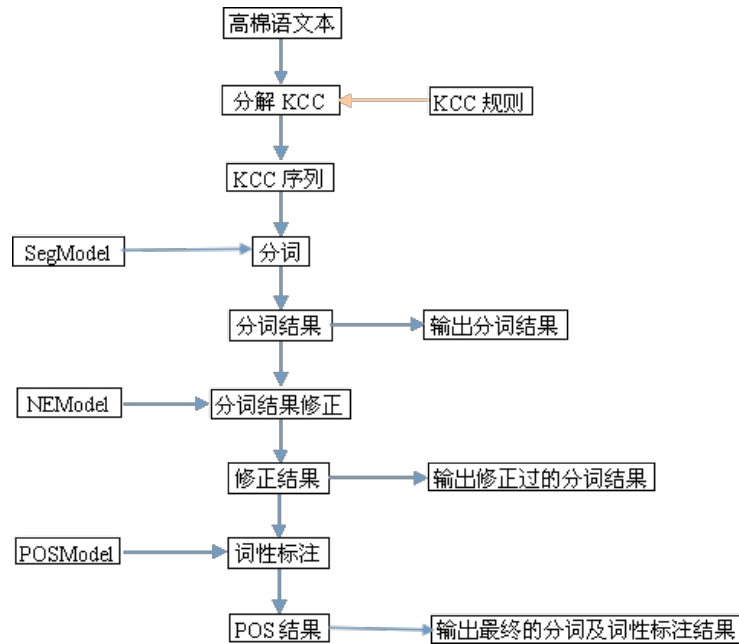 高棉语文本
分解 KCC
KCC 规则
KCC 序列
SegModel
分词
分词结果
输出分词结果
NEModel
分词结果修正
修正结果
输出修正过的分词结果
POSModel
词性标注
POS 结果
输出最终的分词及词性标注结果